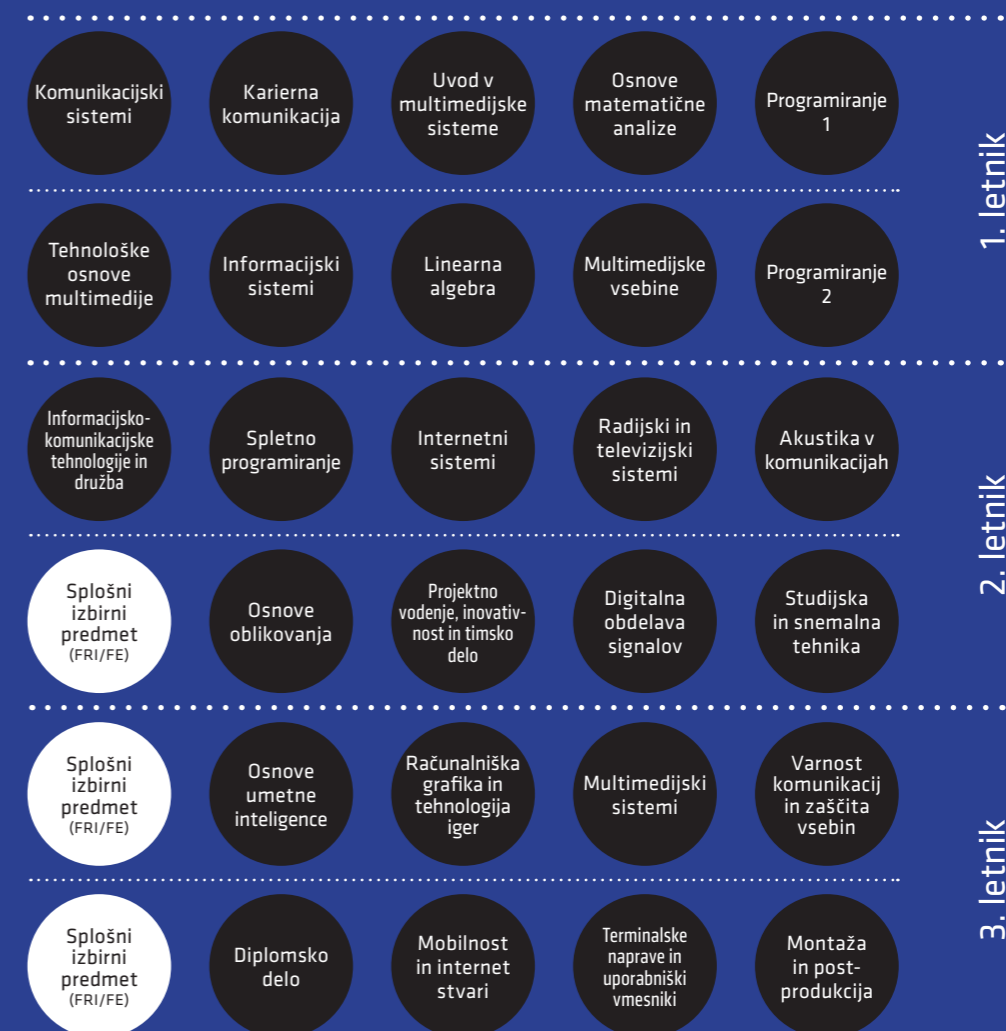 Komunikacijski
sistemi
Karierna
komunikacija
Uvod v
multimedijske
sisteme
Osnove
matematične
analize
Programiranje
1
Tehnološke
osnove
multimedije
Informacijski
sistemi
Linearna
algebra
Multimedijske
vsebine
Programiranje
2
1. letnik
Informacijsko-
komunikacijske
tehnologije in
družba
Spletno
programiranje
Internetni
sistemi
Radijski in
televizijski
sistemi
Akustika v
komunikacijah
Splošni
izbirni
predmet
(FRI/FE)
Osnove
oblikovanja
Projektno
vodenje, inovativ-
nost in timsko
delo
Digitalna
obdelava
signalov
Studijska
in snemalna
tehnika
2. letnik
Splošni
izbirni
predmet
(FRI/FE)
Osnove
umetne
inteligence
Računalniška
grafika in
tehnologija
iger
Multimedijski
sistemi
Varnost
komunikacij
in zaščita
vsebin
Splošni
izbirni
predmet
(FRI/FE)
Diplomsko
delo
Mobilnost
in internet
stvari
Terminalske
naprave in
uporabniški
vmesniki
Montaža
in post-
produkcija
3. letnik